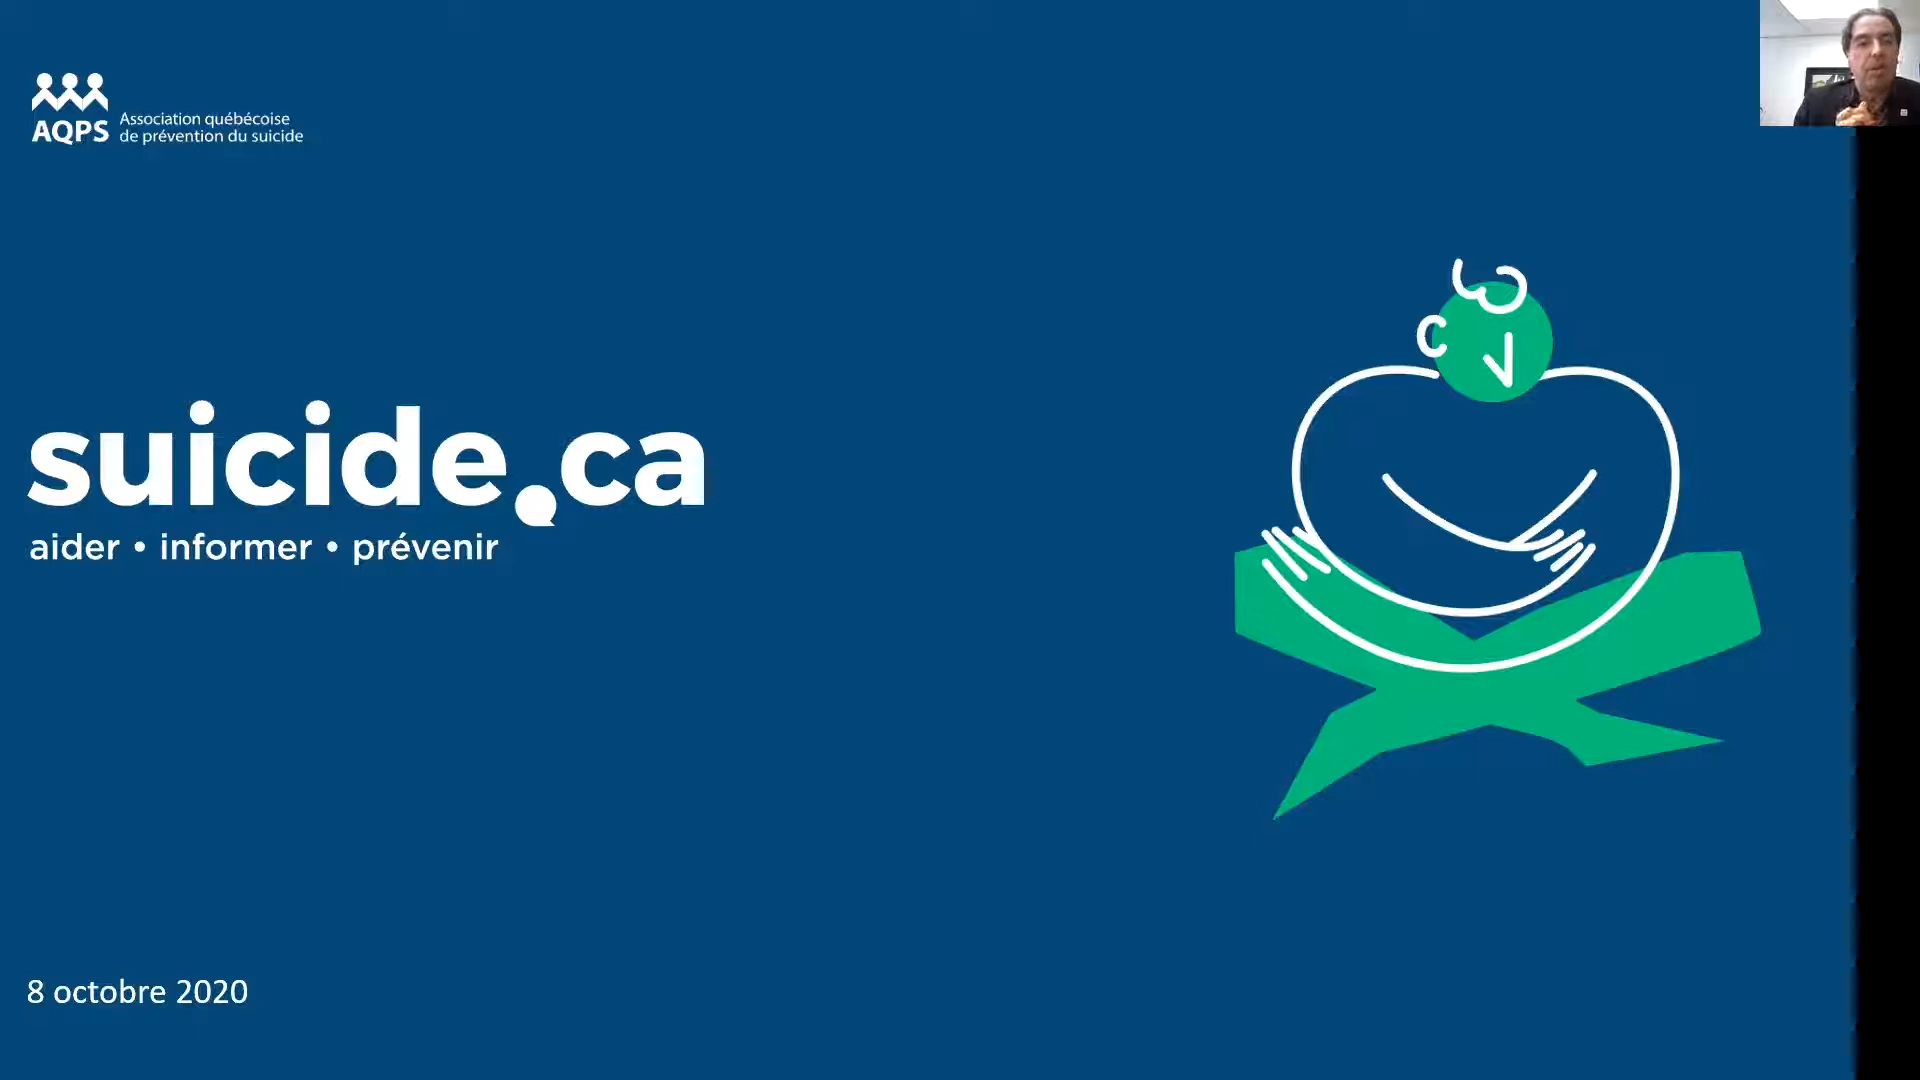 AQPS
Association québécoise
de prévention du suicide
suicide.ca
aider • informer • prévenir
8 octobre 2020